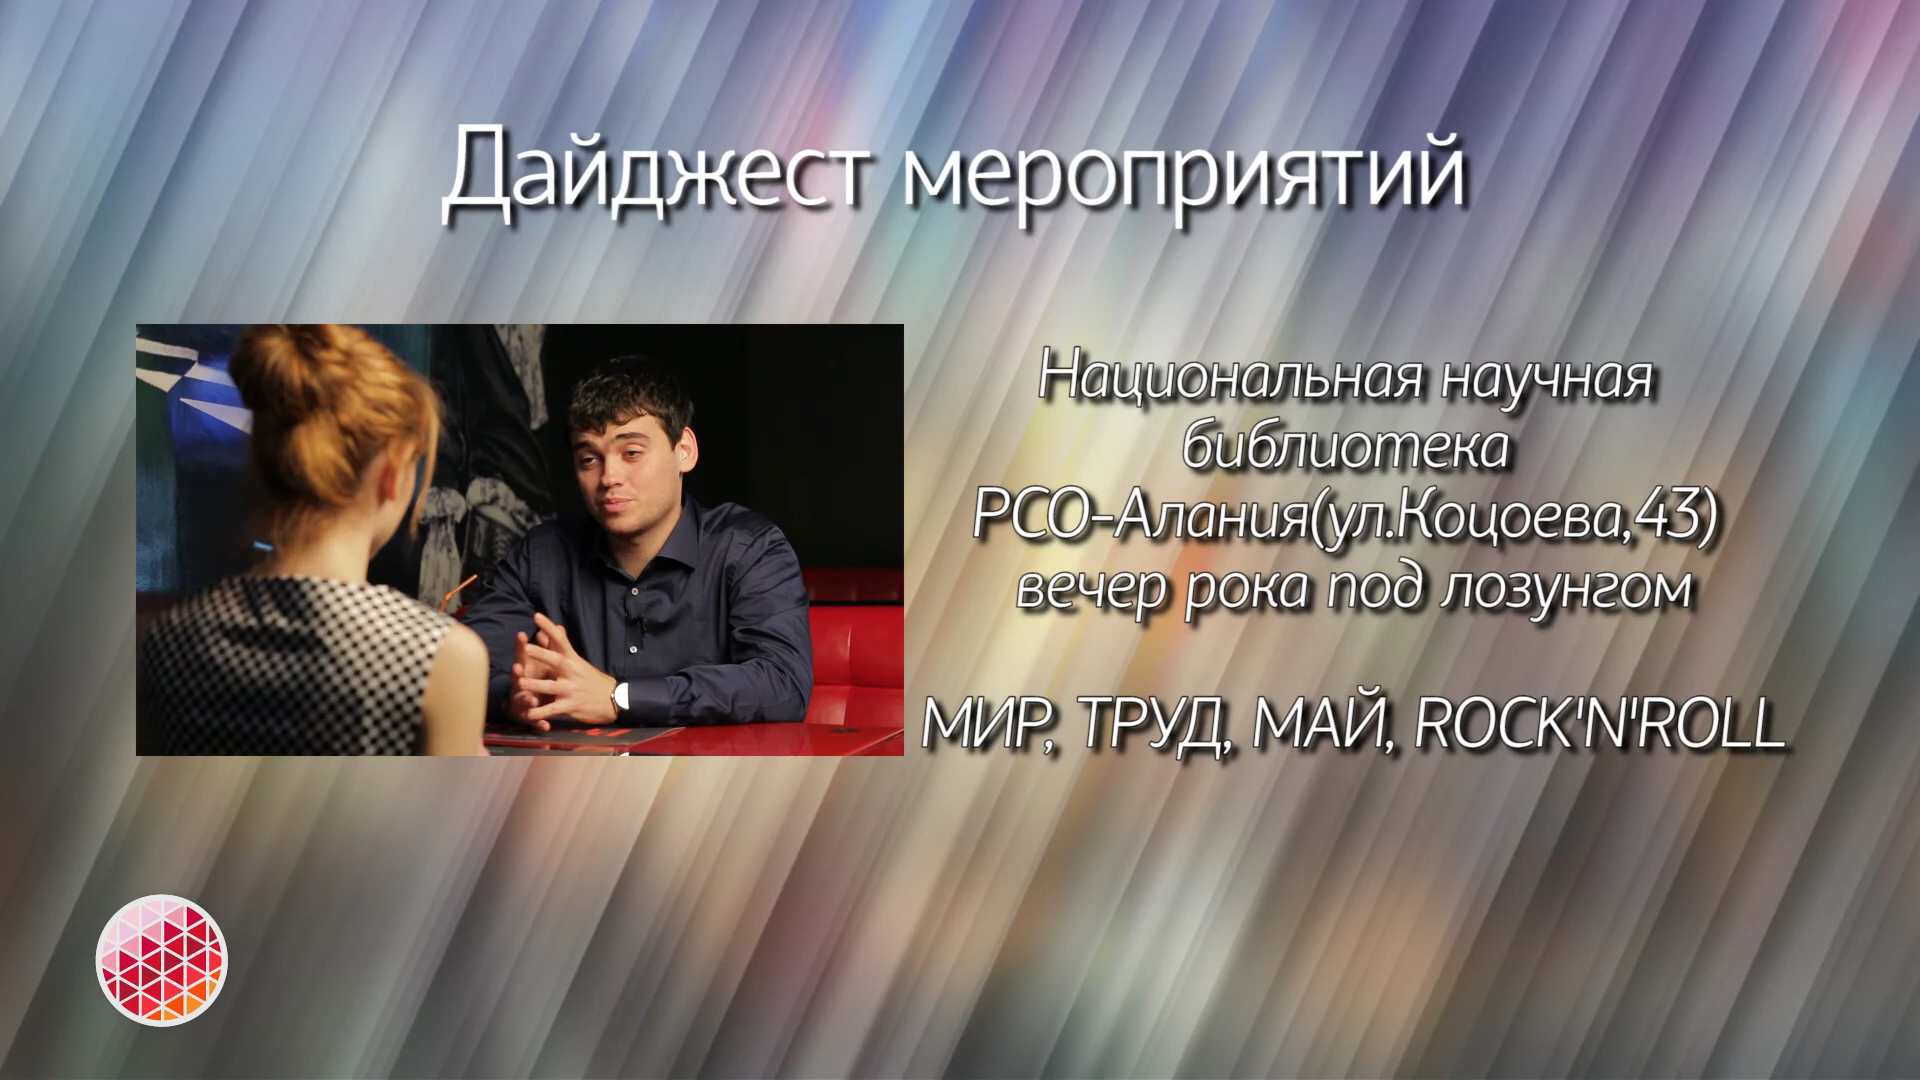 Дайджест мероприятий
Национальная научная
библиотека
РСО-Алания(ул.Коцоева,43)
вечер рока под лозунгом
МИР, ТРУД, МАЙ, ROCK'N'ROLL